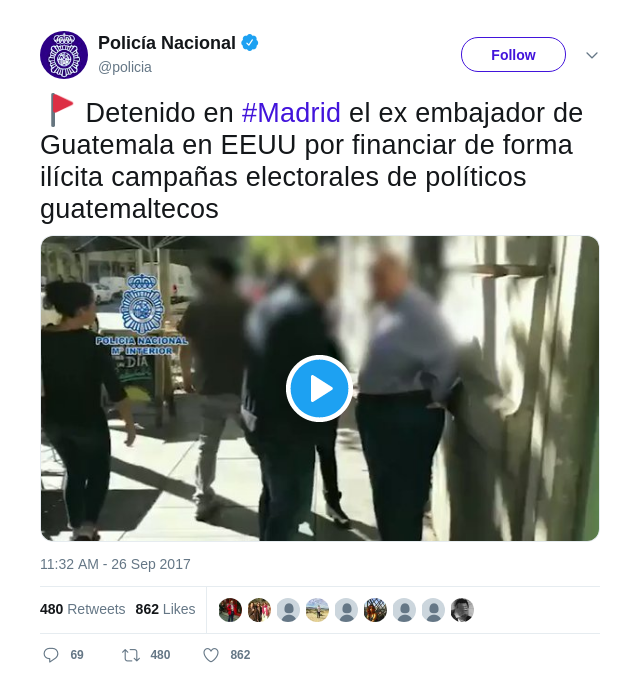 Policía Nacional
@policia
Follow
Detenido en #Madrid el ex embajador de
Guatemala en EEUU por financiar de forma
ilícita campañas electorales de políticos
guatemaltecos
POLICIA NACIONAL
Mº INTERIOR
DIA
11:32 AM - 26 Sep 2017
480 Retweets 862 Likes
69 480 862